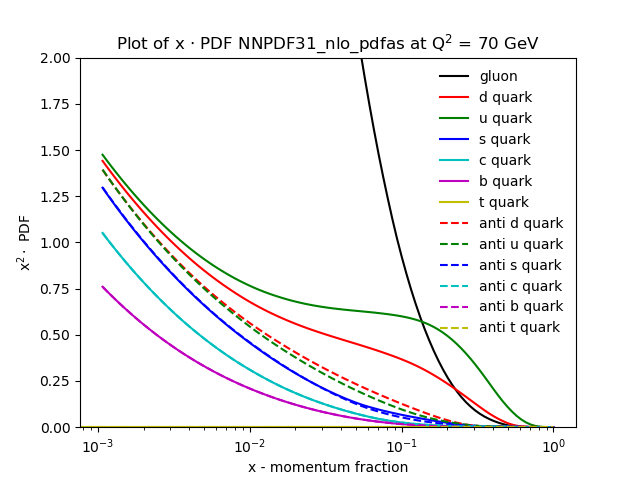 Plot of x · PDF NNPDF31_nlo_pdfas at Q² = 70 GeV
2.00
1.75
1.50
1.25
1.00
0.75
0.50
0.25
0.00
x²· PDF
10⁻³
10⁻²
10⁻¹
10⁰
x - momentum fraction
gluon
d quark
u quark
s quark
c quark
b quark
t quark
anti d quark
anti u quark
anti s quark
anti c quark
anti b quark
anti t quark